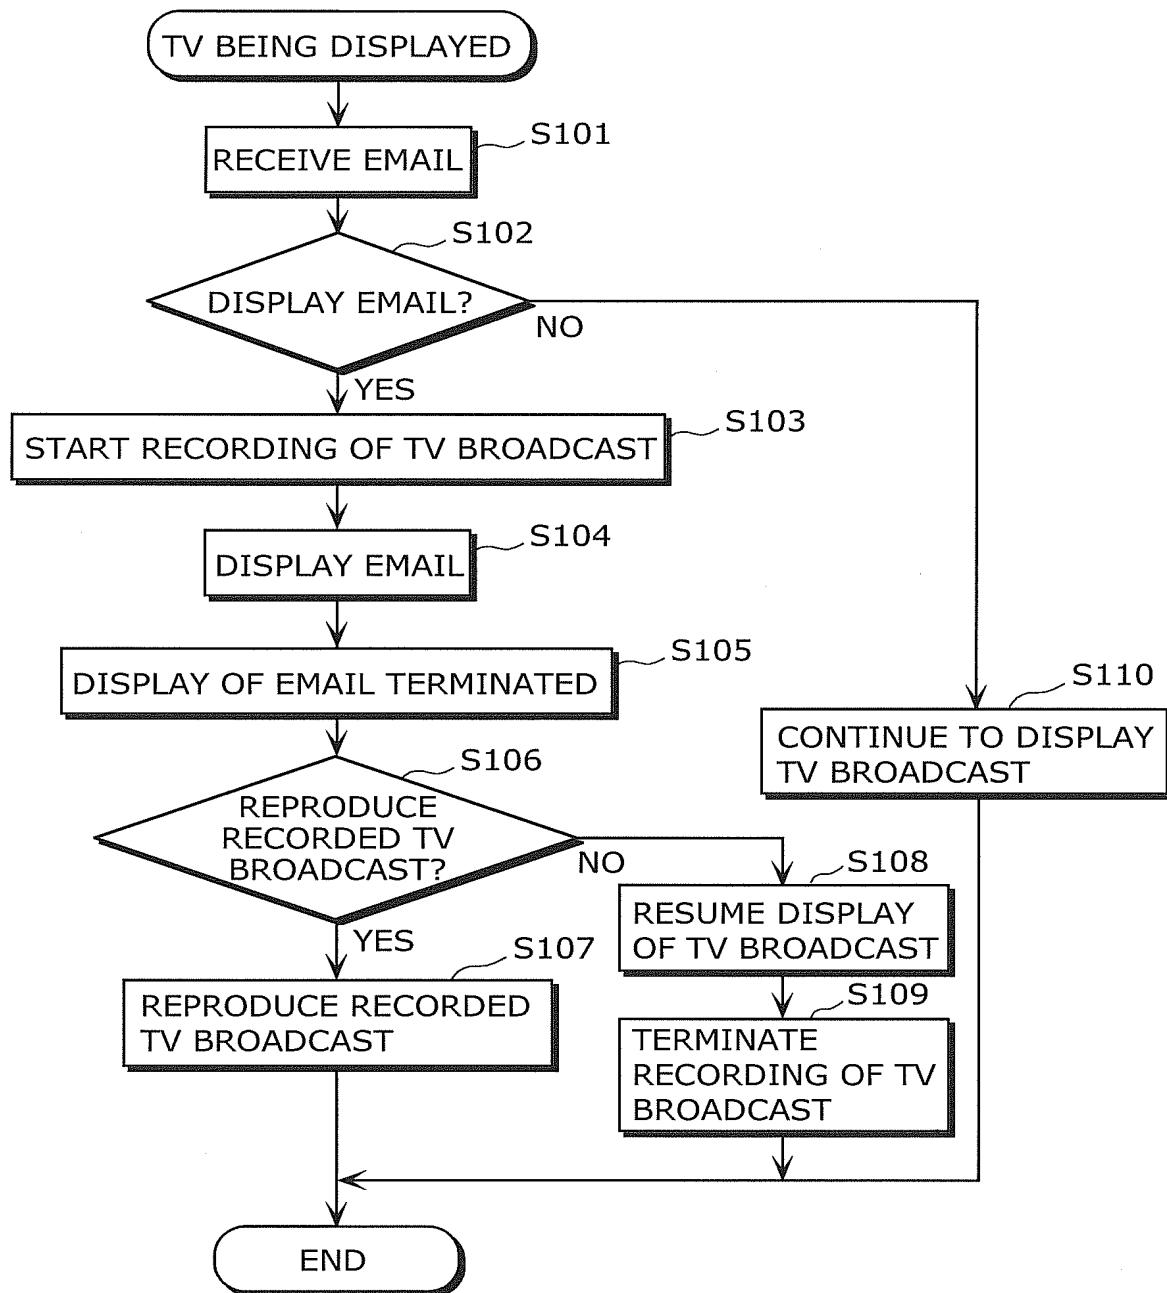 TV BEING DISPLAYED
S101
RECEIVE EMAIL
S102
DISPLAY EMAIL?
NO
YES
S103
START RECORDING OF TV BROADCAST
S104
DISPLAY EMAIL
S105
DISPLAY OF EMAIL TERMINATED
S110
CONTINUE TO DISPLAY
TV BROADCAST
S106
REPRODUCE
RECORDED TV
BROADCAST?
NO
YES
S108
RESUME DISPLAY
OF TV BROADCAST
S107
REPRODUCE RECORDED
TV BROADCAST
S109
TERMINATE
RECORDING OF TV
BROADCAST
END